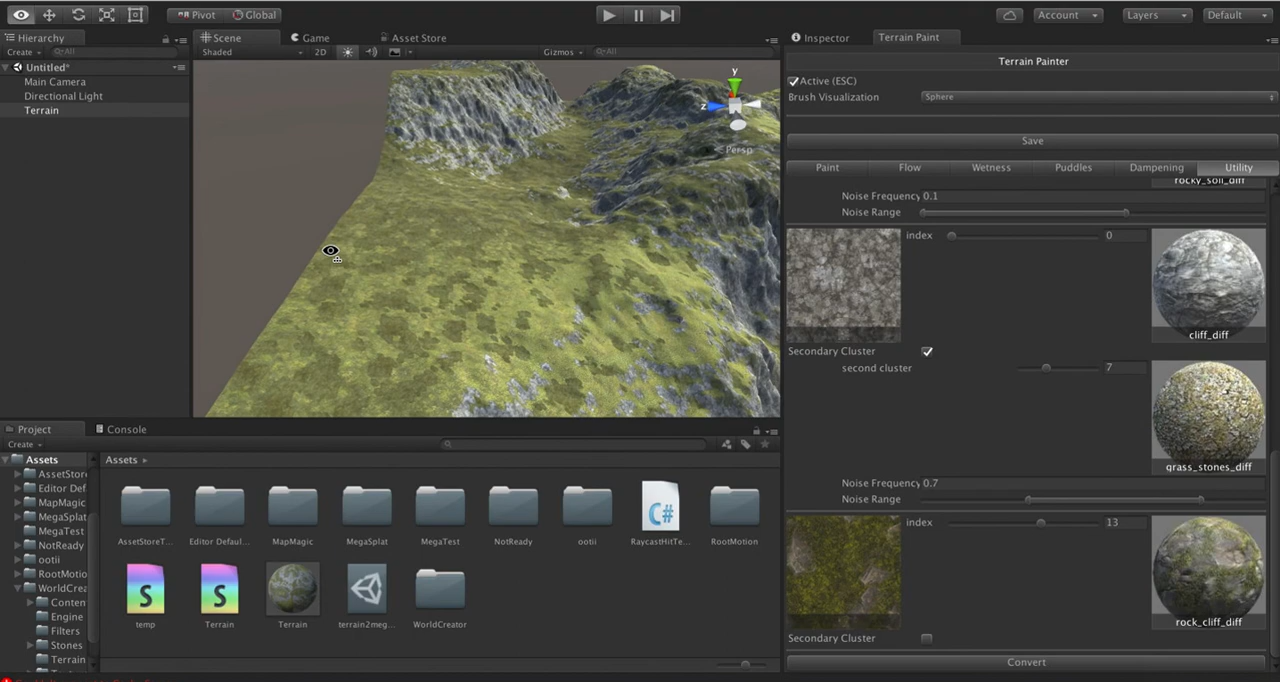 Pivot Global Account Layers Default
Hierarchy Scene Game Asset Store Inspector Terrain Paint
Create All Shaded 2D Gizmos All
Untitled*
Main Camera
Directional Light
Terrain
y
z
Persp
Terrain Painter
Active (ESC)
Brush Visualization Sphere
Save
Paint Flow Wetness Puddles Dampening Utility
rocky_soil_diff
Noise Frequency 0.1
Noise Range
index 0
cliff_diff
Secondary Cluster
second cluster 7
grass_stones_diff
Noise Frequency 0.7
Noise Range
index 13
rock_cliff_diff
Secondary Cluster
Convert
Project Console
Create
Assets
AssetStore
Editor Def
MapMagic
MegaSplat
MegaTest
NotReady
ootii
RootMotio
WorldCrea
Conten
Engine
Filters
Stones
Terrain
Assets
AssetStoreT... Editor Defaul... MapMagic MegaSplat MegaTest NotReady ootii RaycastHitTe... RootMotion
C#
S S
temp Terrain Terrain terrain2meg... WorldCreator